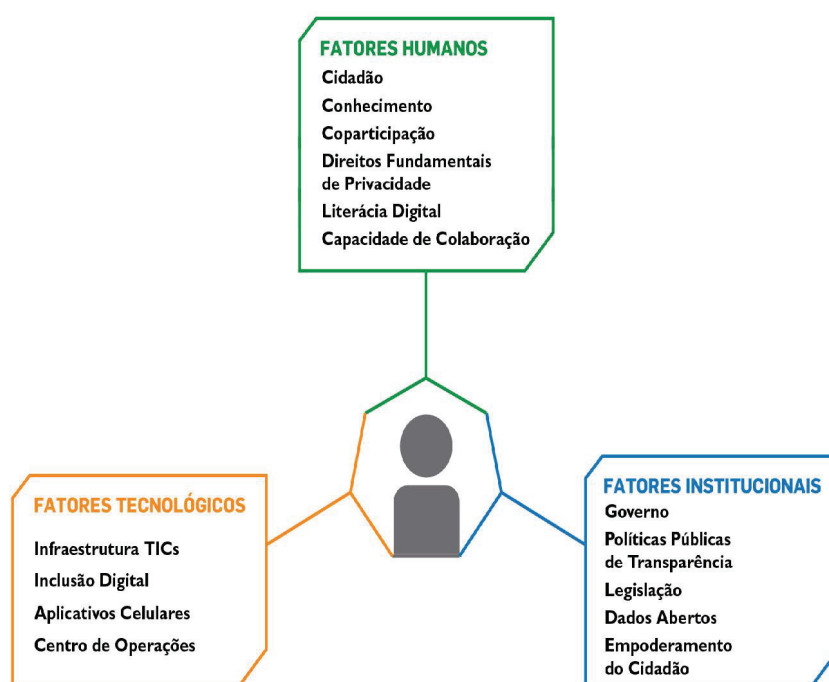 FATORES HUMANOS
Cidadão
Conhecimento
Coparticipação
Direitos Fundamentais
de Privacidade
Literácia Digital
Capacidade de Colaboração
FATORES TECNOLÓGICOS
Infraestrutura TICs
Inclusão Digital
Aplicativos Celulares
Centro de Operações
FATORES INSTITUCIONAIS
Governo
Políticas Públicas
de Transparência
Legislação
Dados Abertos
Empoderamento
do Cidadão